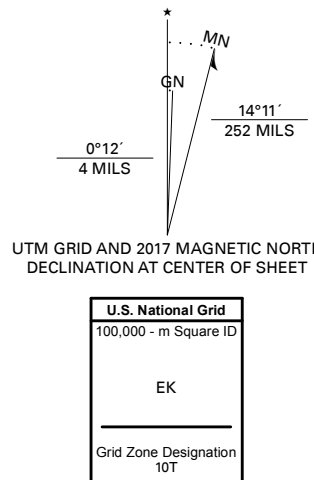 ★
MN
GN
14°11´
252 MILS
0°12´
4 MILS
UTM GRID AND 2017 MAGNETIC NORTH
DECLINATION AT CENTER OF SHEET
U.S. National Grid
100,000 - m Square ID
EK
Grid Zone Designation
10T